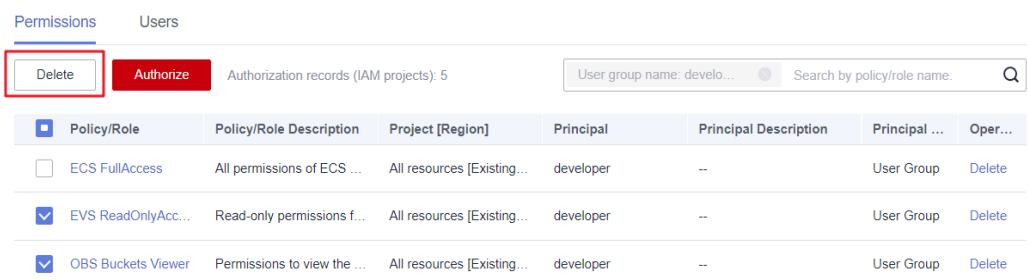 Permissions Users
Delete Authorize Authorization records (IAM projects): 5 User group name: develo... Search by policy/role name.
Policy/Role Policy/Role Description Project [Region] Principal Principal Description Principal ... Oper...
ECS FullAccess All permissions of ECS ... All resources [Existing... developer -- User Group Delete
EVS ReadOnlyAcc... Read-only permissions f... All resources [Existing... developer -- User Group Delete
OBS Buckets Viewer Permissions to view the ... All resources [Existing... developer -- User Group Delete